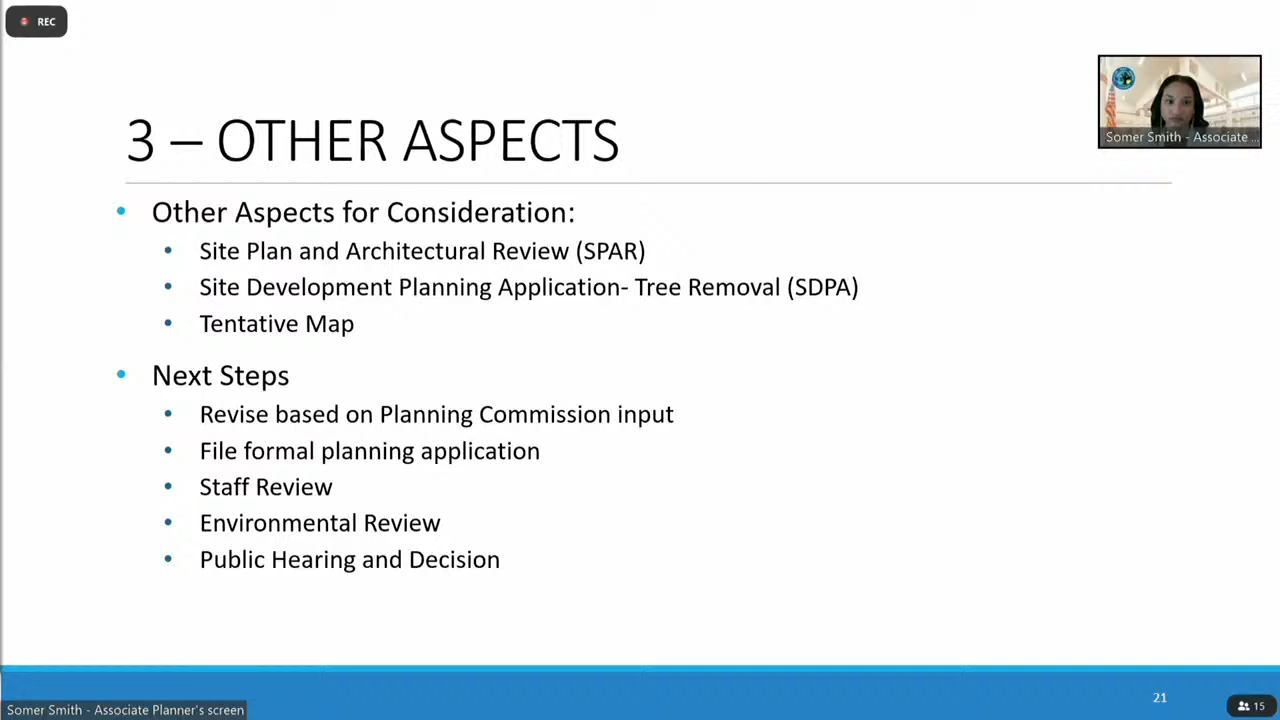 REC
Somer Smith - Associate ...
3 – OTHER ASPECTS
• Other Aspects for Consideration:
• Site Plan and Architectural Review (SPAR)
• Site Development Planning Application- Tree Removal (SDPA)
• Tentative Map
• Next Steps
• Revise based on Planning Commission input
• File formal planning application
• Staff Review
• Environmental Review
• Public Hearing and Decision
21
Somer Smith - Associate Planner's screen
15